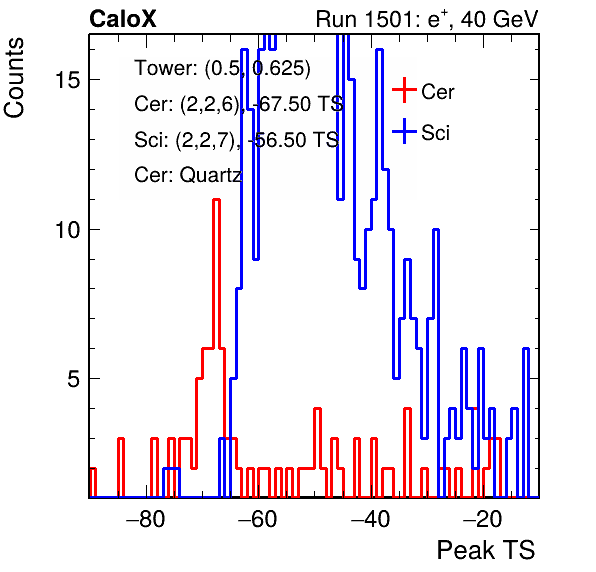 CaloX Run 1501: e⁺, 40 GeV
Counts
15
10
5
Tower: (0.5, 0.625)
Cer: (2,2,6), -67.50 TS
Sci: (2,2,7), -56.50 TS
Cer: Quartz
Cer
Sci
−80 −60 −40 −20
Peak TS